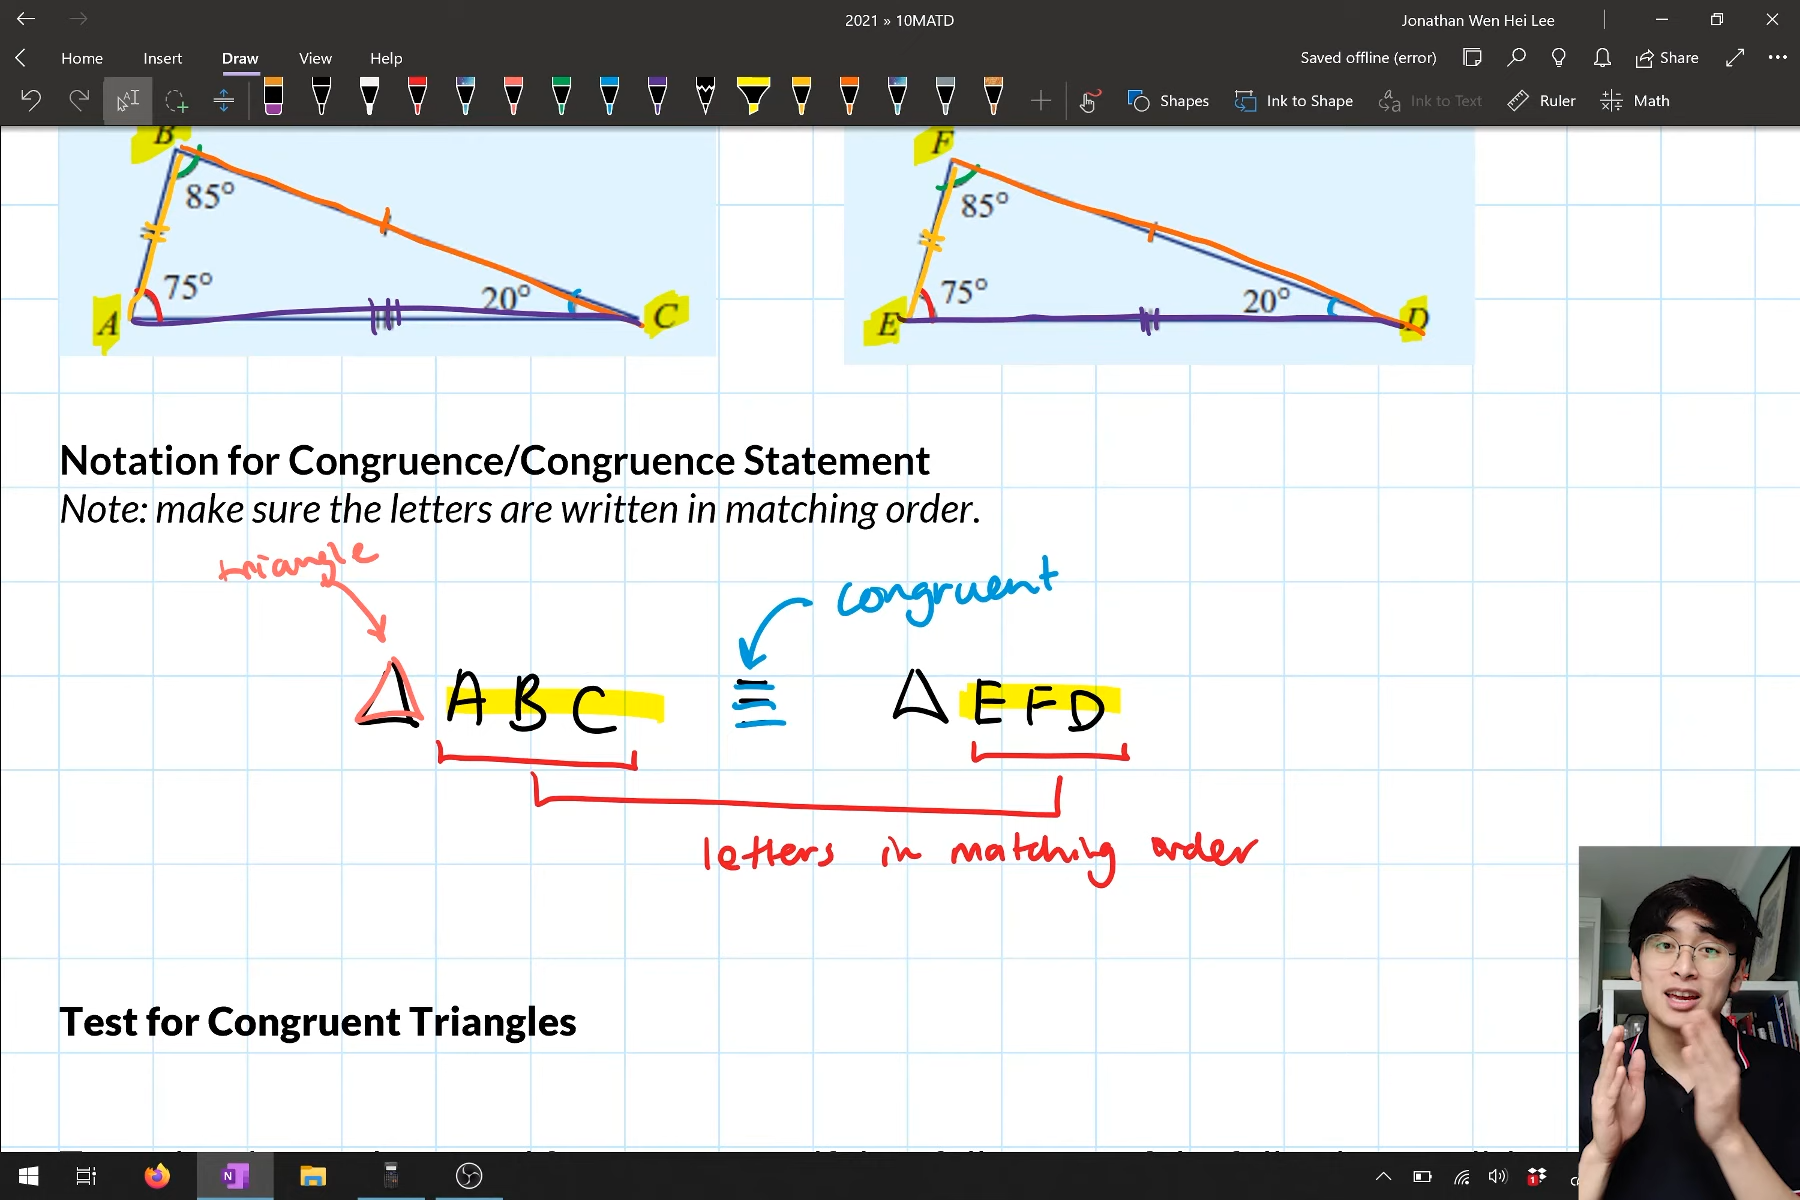 2021 » 10MATD
Jonathan Wen Hei Lee
Home Insert Draw View Help
Saved offline (error)
Share
Shapes
Ink to Shape
Ink to Text
Ruler
Math
B
85°
75°
20°
A
C
F
85°
75°
20°
E
D
Notation for Congruence/Congruence Statement
Note: make sure the letters are written in matching order.
triangle
congruent
△ ABC ≡ △ EFD
letters in matching order
Test for Congruent Triangles